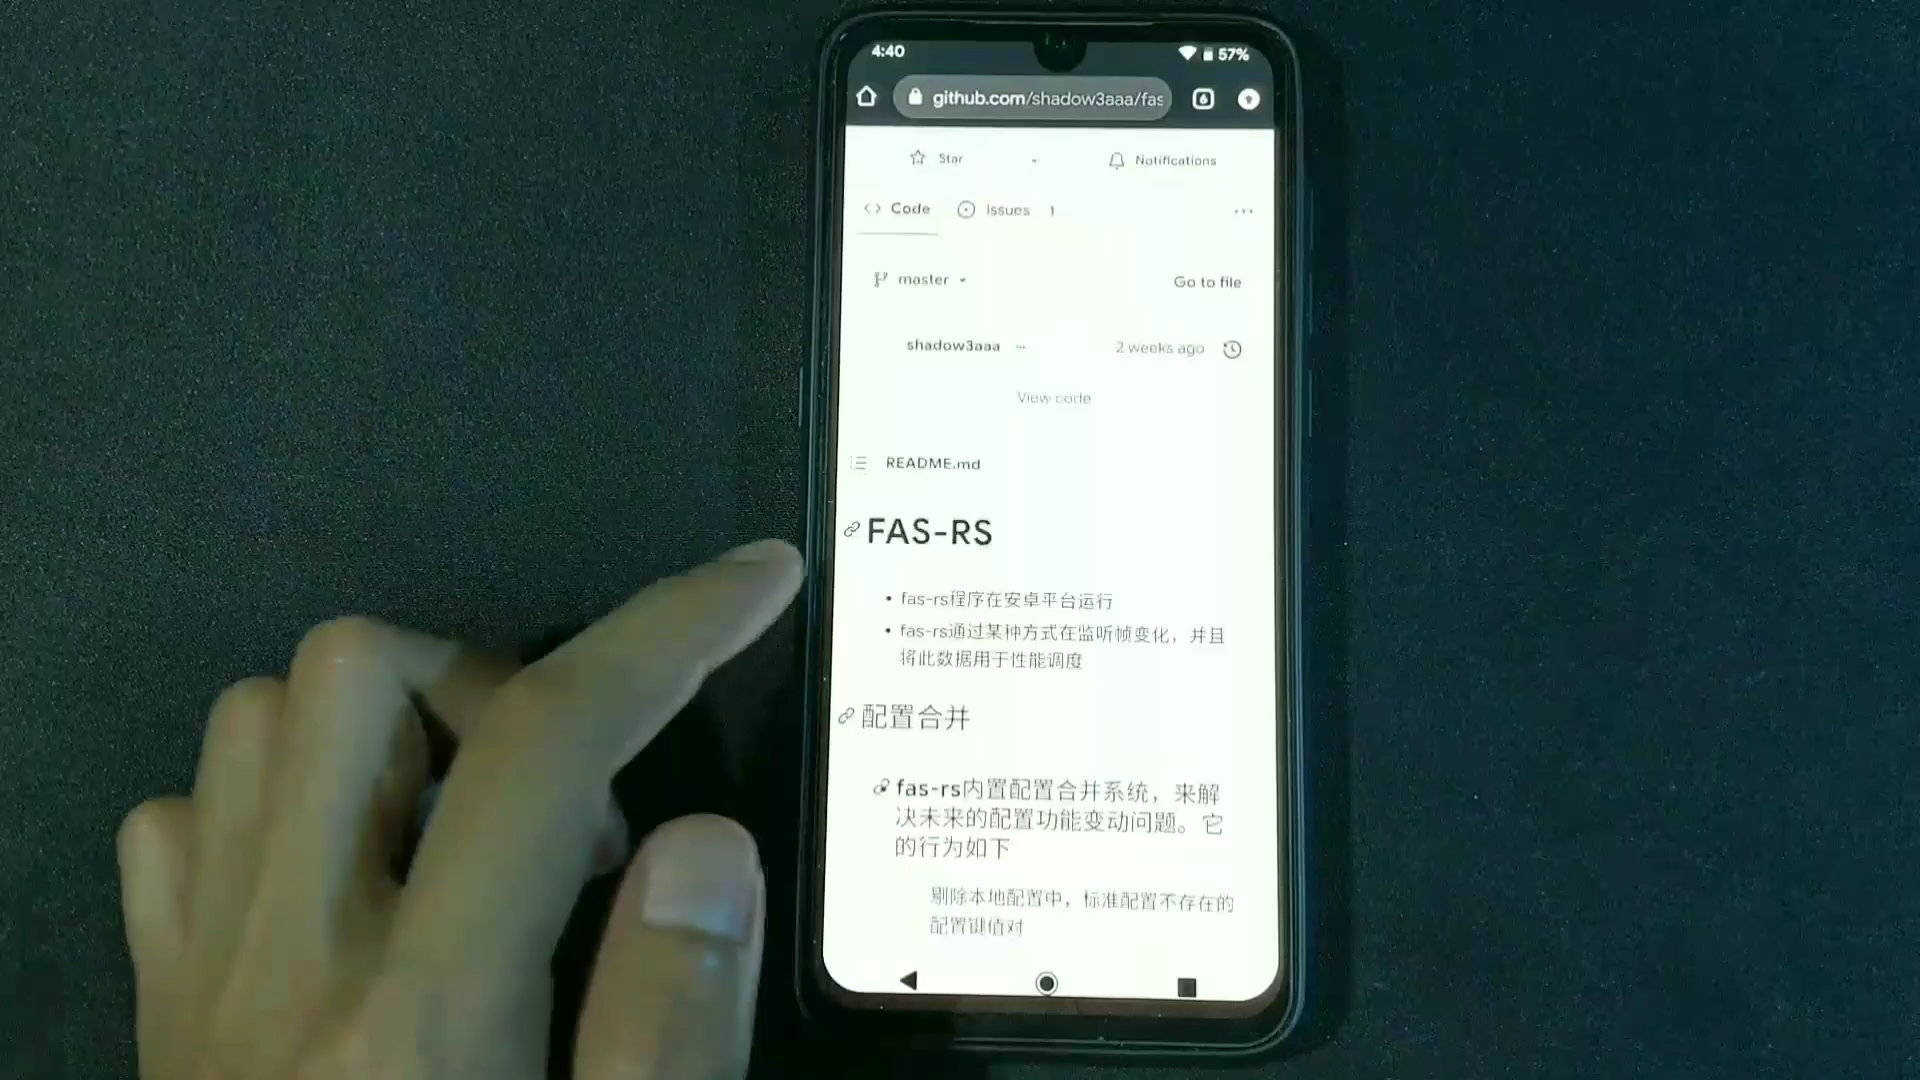 4:40
57%
github.com/shadow3aaa/fas
Star
Notifications
Code
Issues 1
master
Go to file
shadow3aaa
2 weeks ago
View code
README.md
FAS-RS
fas-rs程序在安卓平台运行
fas-rs通过某种方式在监听帧变化，并且
将此数据用于性能调度
配置合并
fas-rs内置配置合并系统，来解
决未来的配置功能变动问题。它
的行为如下
剔除本地配置中，标准配置不存在的
配置键值对